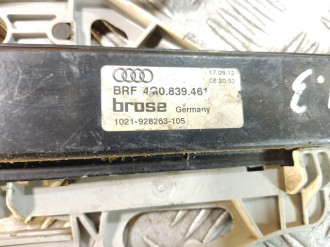 17.09.12
BRF 4G0.839.461
brose Germany
1021-928263-105